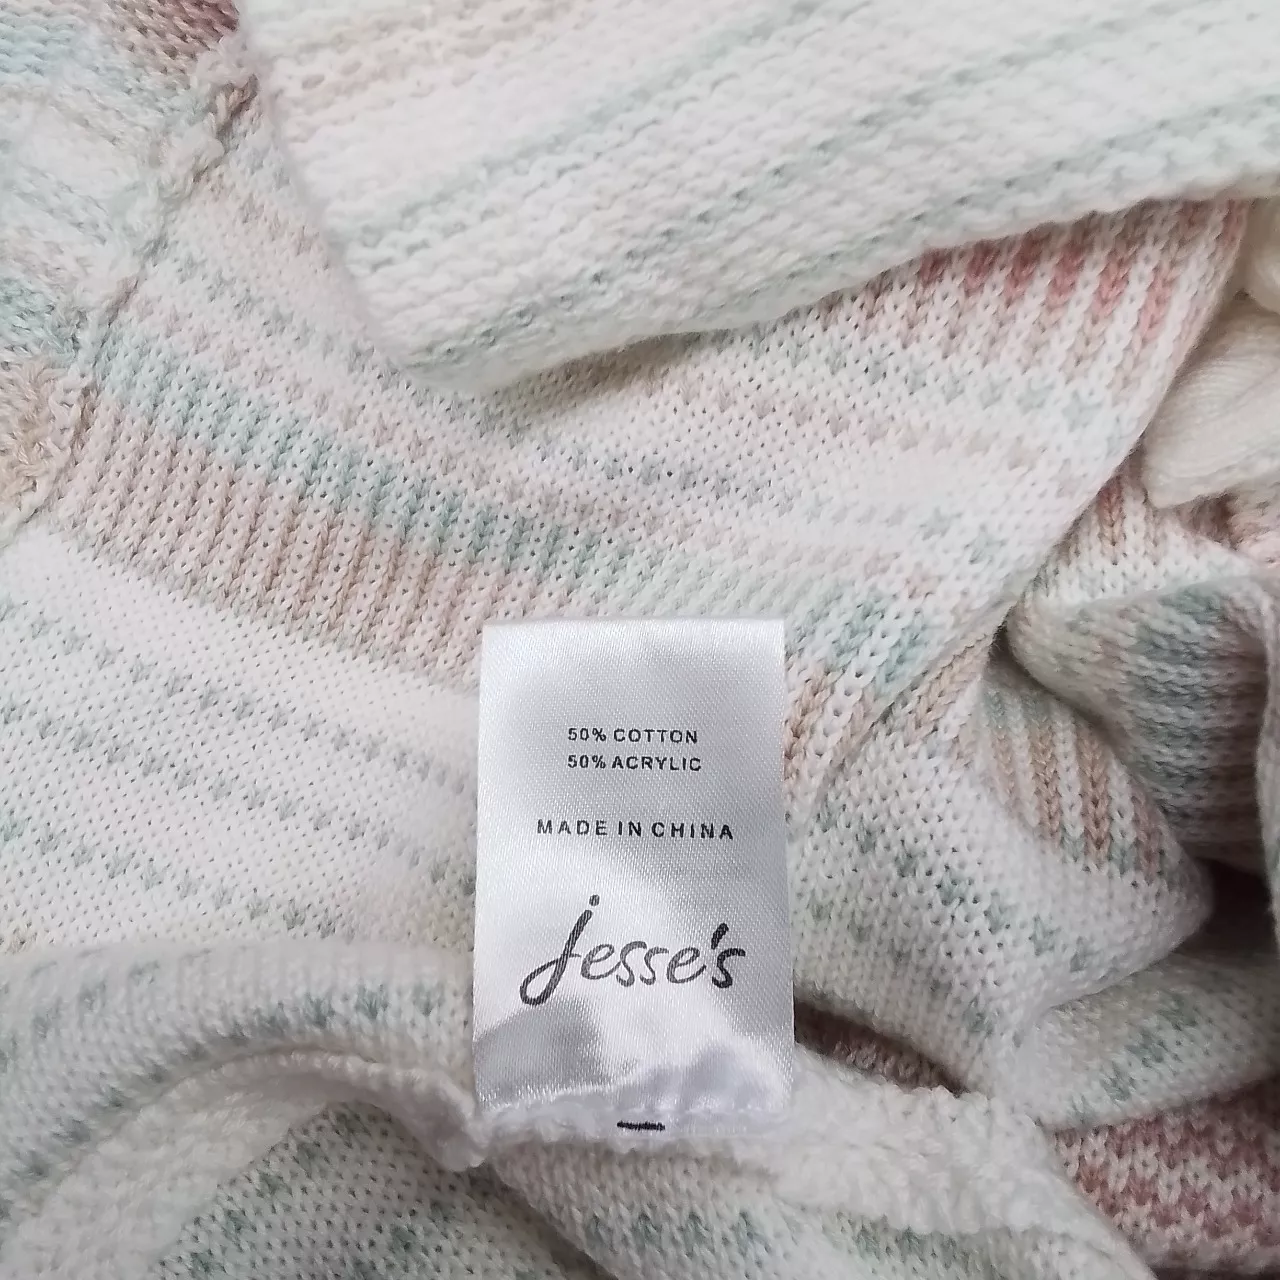 50% COTTON
50% ACRYLIC
MADE IN CHINA
jesse's